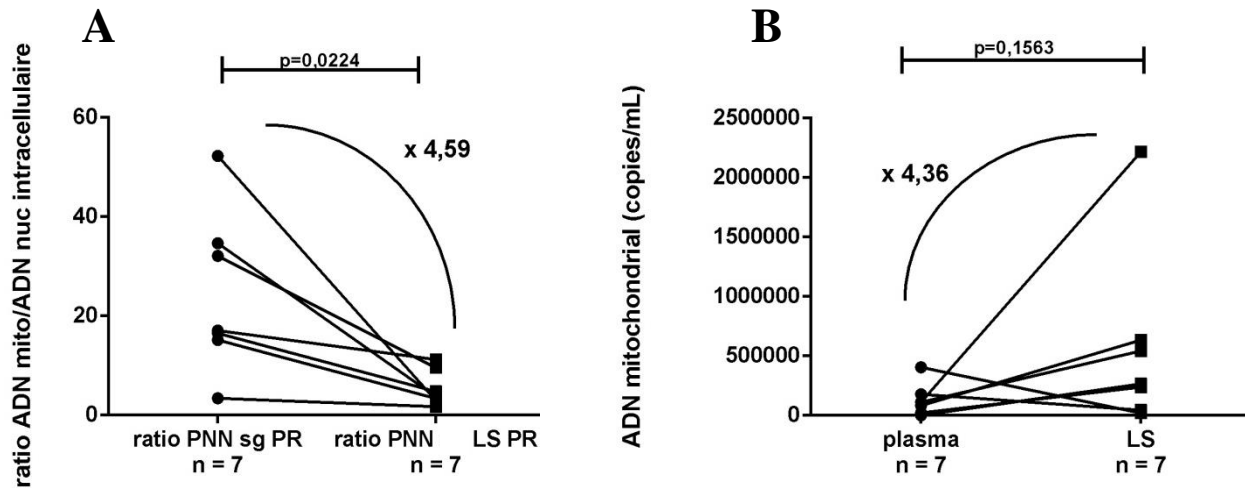 A
p=0,0224
ratio ADN mito/ADN nuc intracellulaire
60
40
20
0
x 4,59
ratio PNN sg PR
n = 7
ratio PNN LS PR
n = 7
B
p=0,1563
ADN mitochondrial (copies/mL)
2500000
2000000
1500000
1000000
500000
0
x 4,36
plasma
n = 7
LS
n = 7